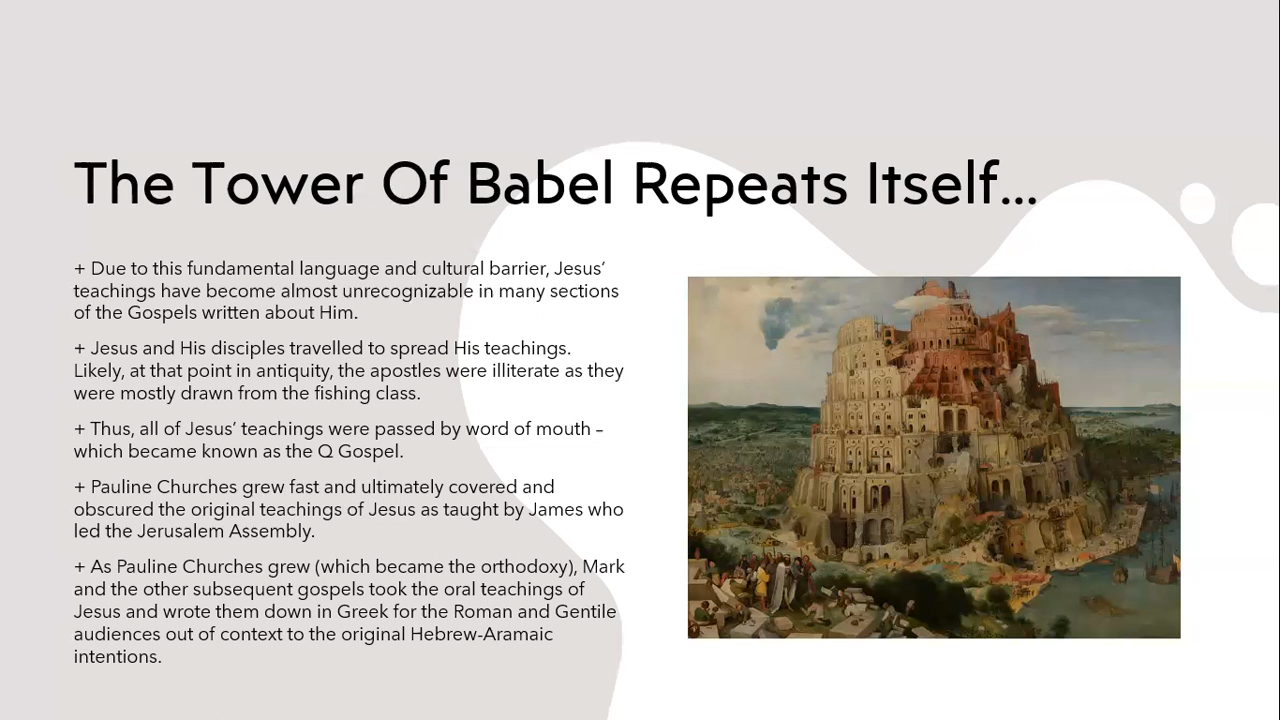 The Tower Of Babel Repeats Itself...
+ Due to this fundamental language and cultural barrier, Jesus’
teachings have become almost unrecognizable in many sections
of the Gospels written about Him.
+ Jesus and His disciples travelled to spread His teachings.
Likely, at that point in antiquity, the apostles were illiterate as they
were mostly drawn from the fishing class.
+ Thus, all of Jesus’ teachings were passed by word of mouth –
which became known as the Q Gospel.
+ Pauline Churches grew fast and ultimately covered and
obscured the original teachings of Jesus as taught by James who
led the Jerusalem Assembly.
+ As Pauline Churches grew (which became the orthodoxy), Mark
and the other subsequent gospels took the oral teachings of
Jesus and wrote them down in Greek for the Roman and Gentile
audiences out of context to the original Hebrew-Aramaic
intentions.